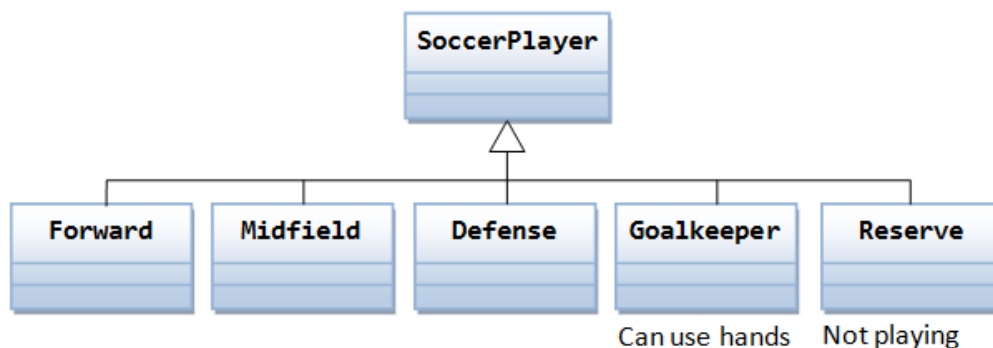 SoccerPlayer
Forward Midfield Defense Goalkeeper Reserve
Can use hands Not playing